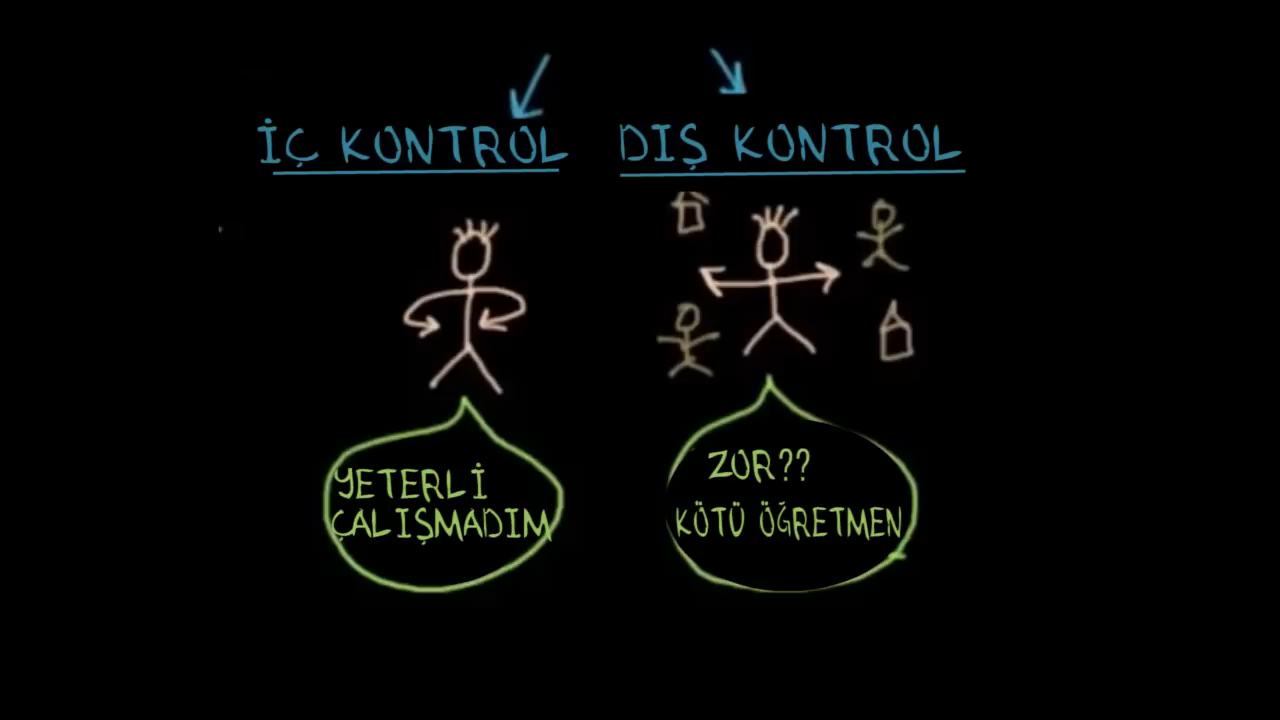 İÇ KONTROL
DIŞ KONTROL
YETERLİ
ÇALIŞMADIM
ZOR??
KÖTÜ ÖĞRETMEN